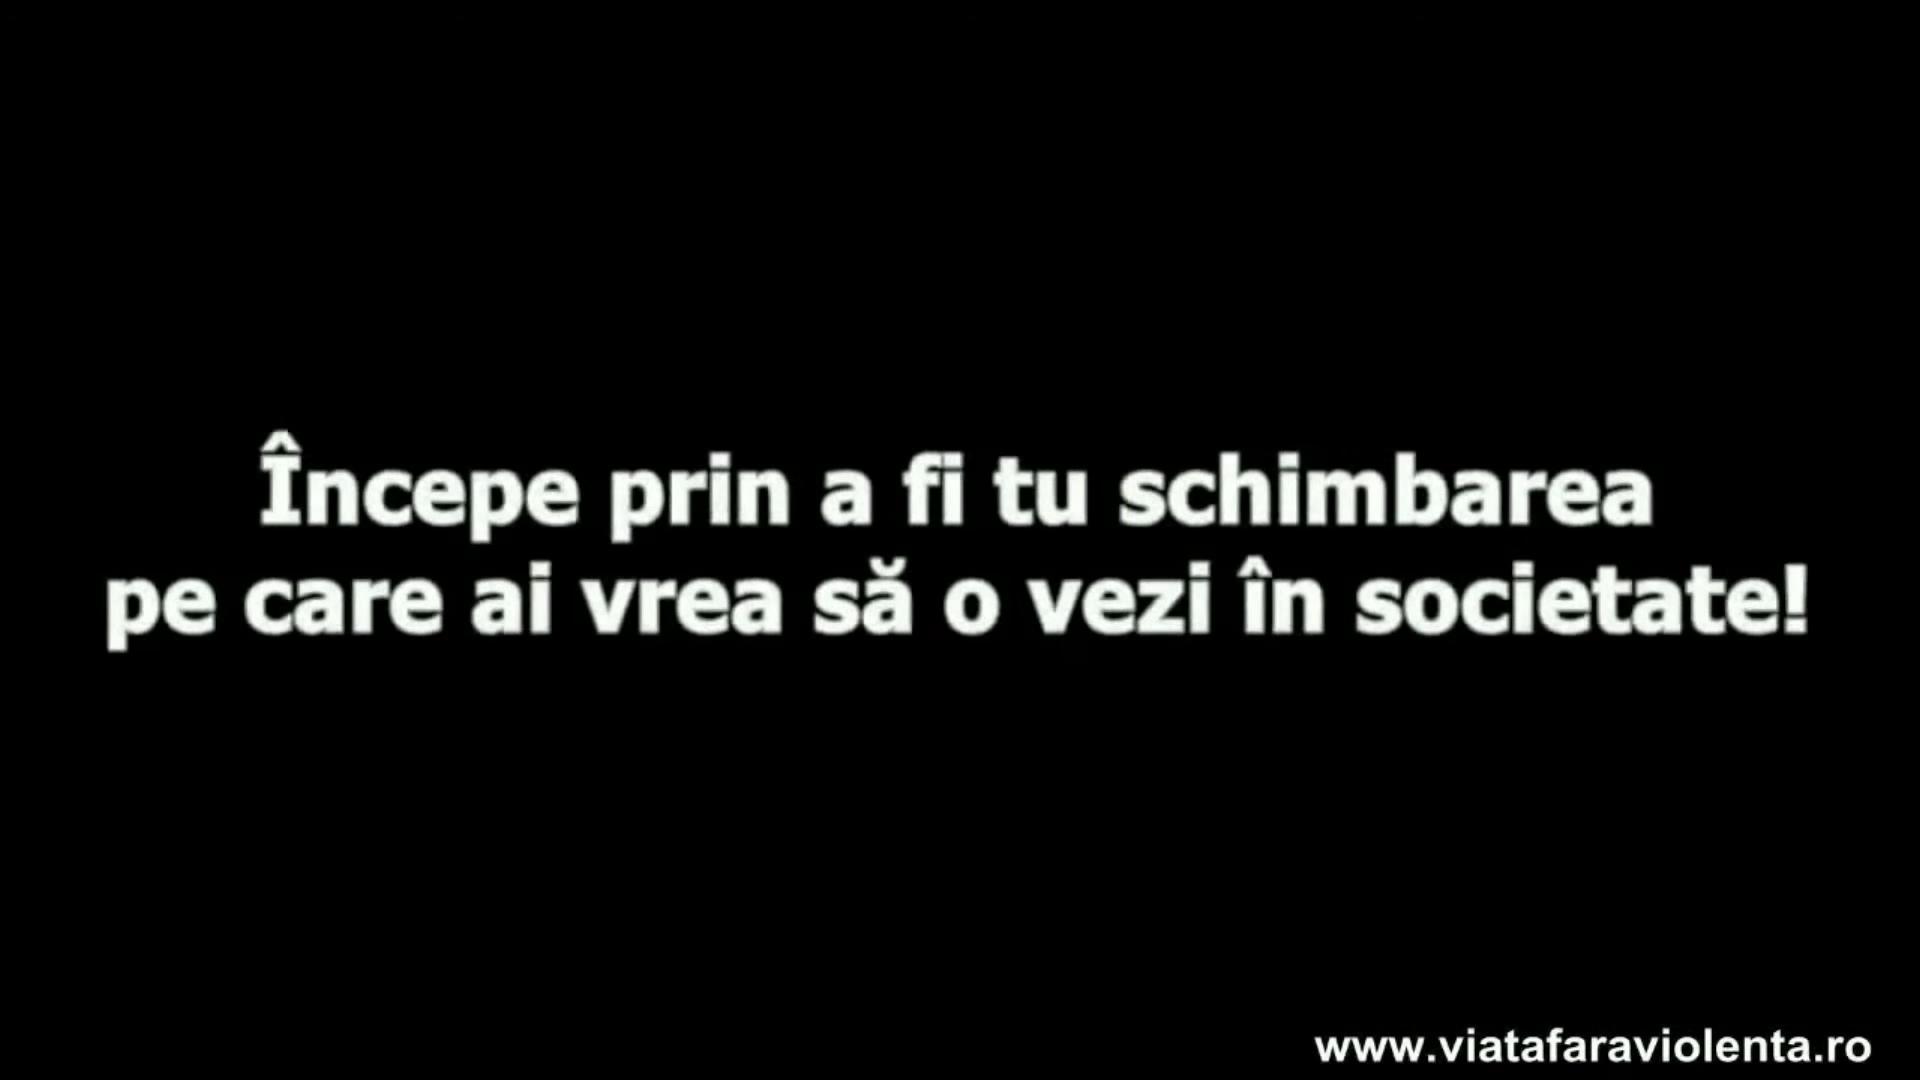 Începe prin a fi tu schimbarea
pe care ai vrea să o vezi în societate!
www.viatafaraviolenta.ro